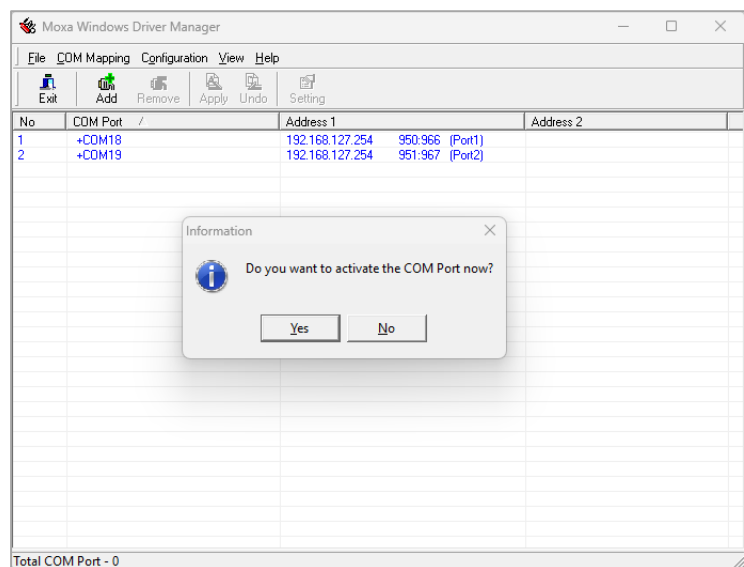 Moxa Windows Driver Manager
File COM Mapping Configuration View Help
Exit Add Remove Apply Undo Setting
No COM Port Address 1 Address 2
1 +COM18 192.168.127.254 950:966 (Port1)
2 +COM19 192.168.127.254 951:967 (Port2)
Information
Do you want to activate the COM Port now?
Yes No
Total COM Port - 0